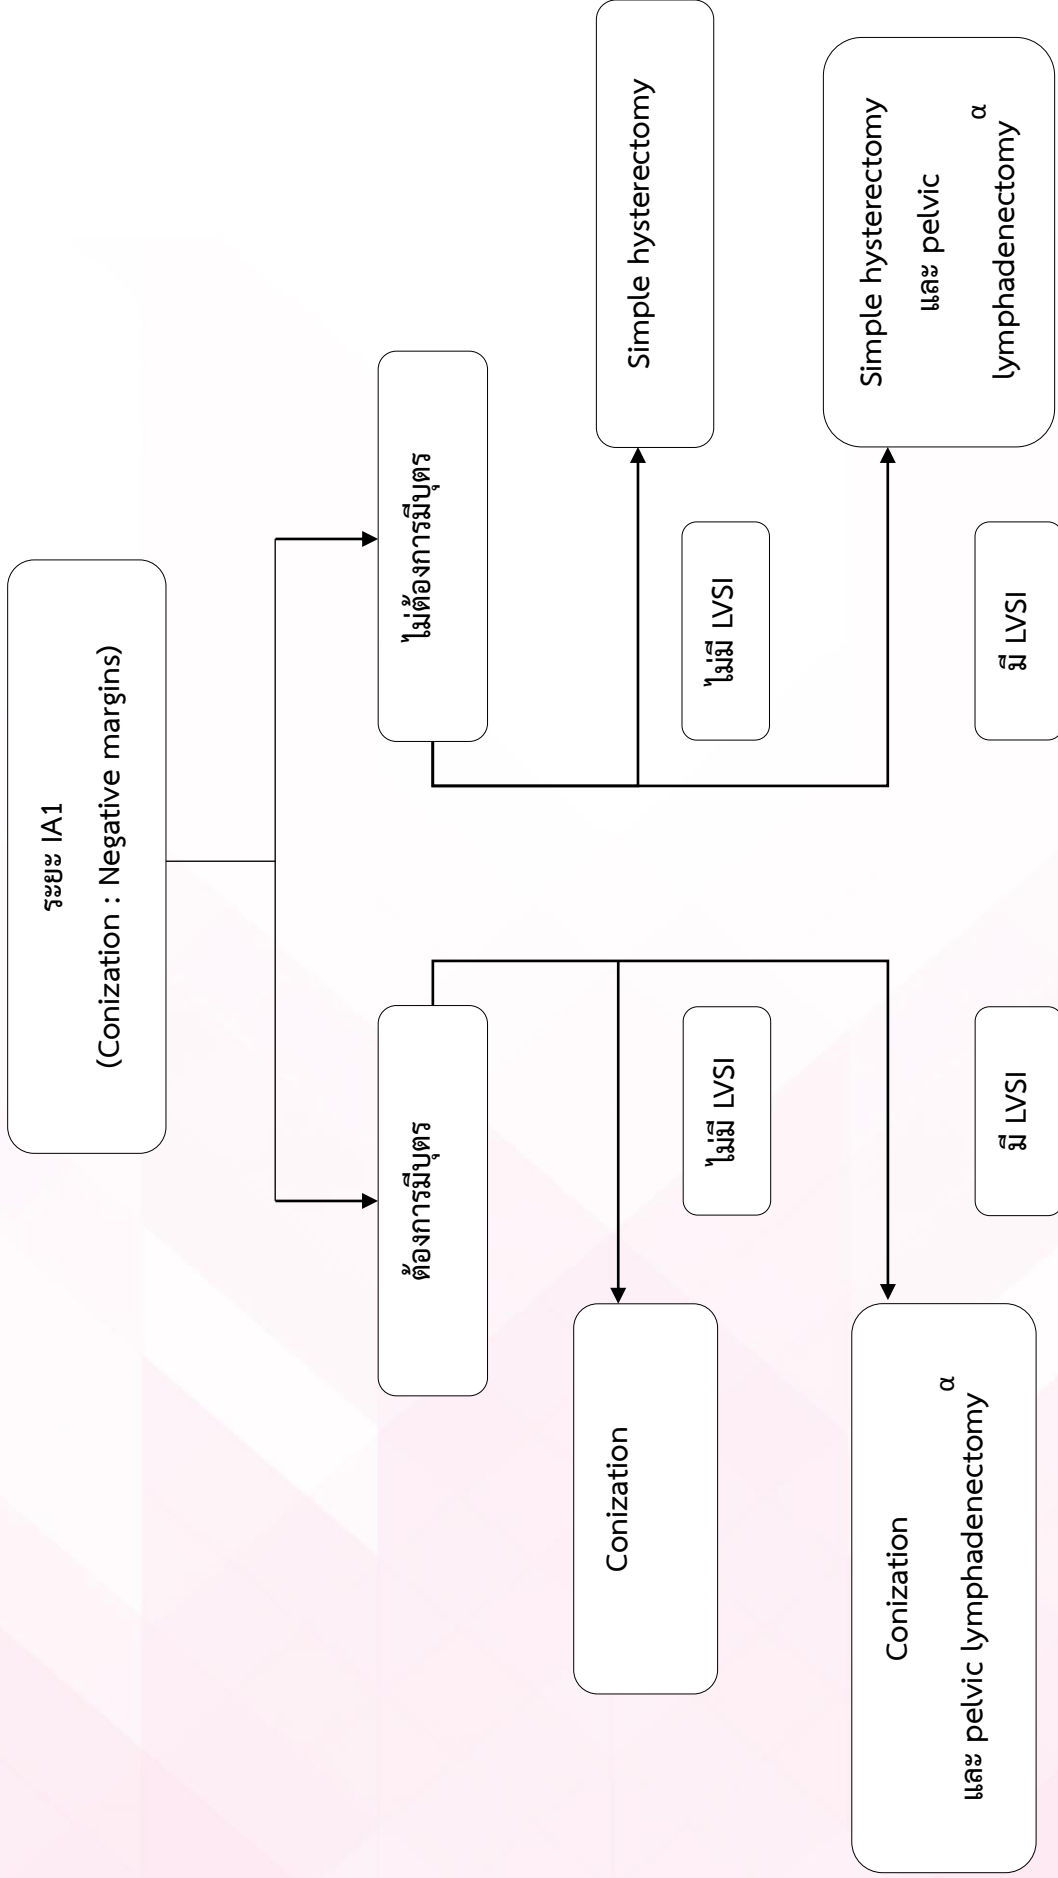 ระยะ IA1
(Conization : Negative margins)
ต้องการมีบุตร
ไม่ต้องการมีบุตร
Conization
ไม่มี LVSI
ไม่มี LVSI
Simple hysterectomy
Conization
และ pelvic lymphadenectomy α
มี LVSI
มี LVSI
Simple hysterectomy
และ pelvic
lymphadenectomy α